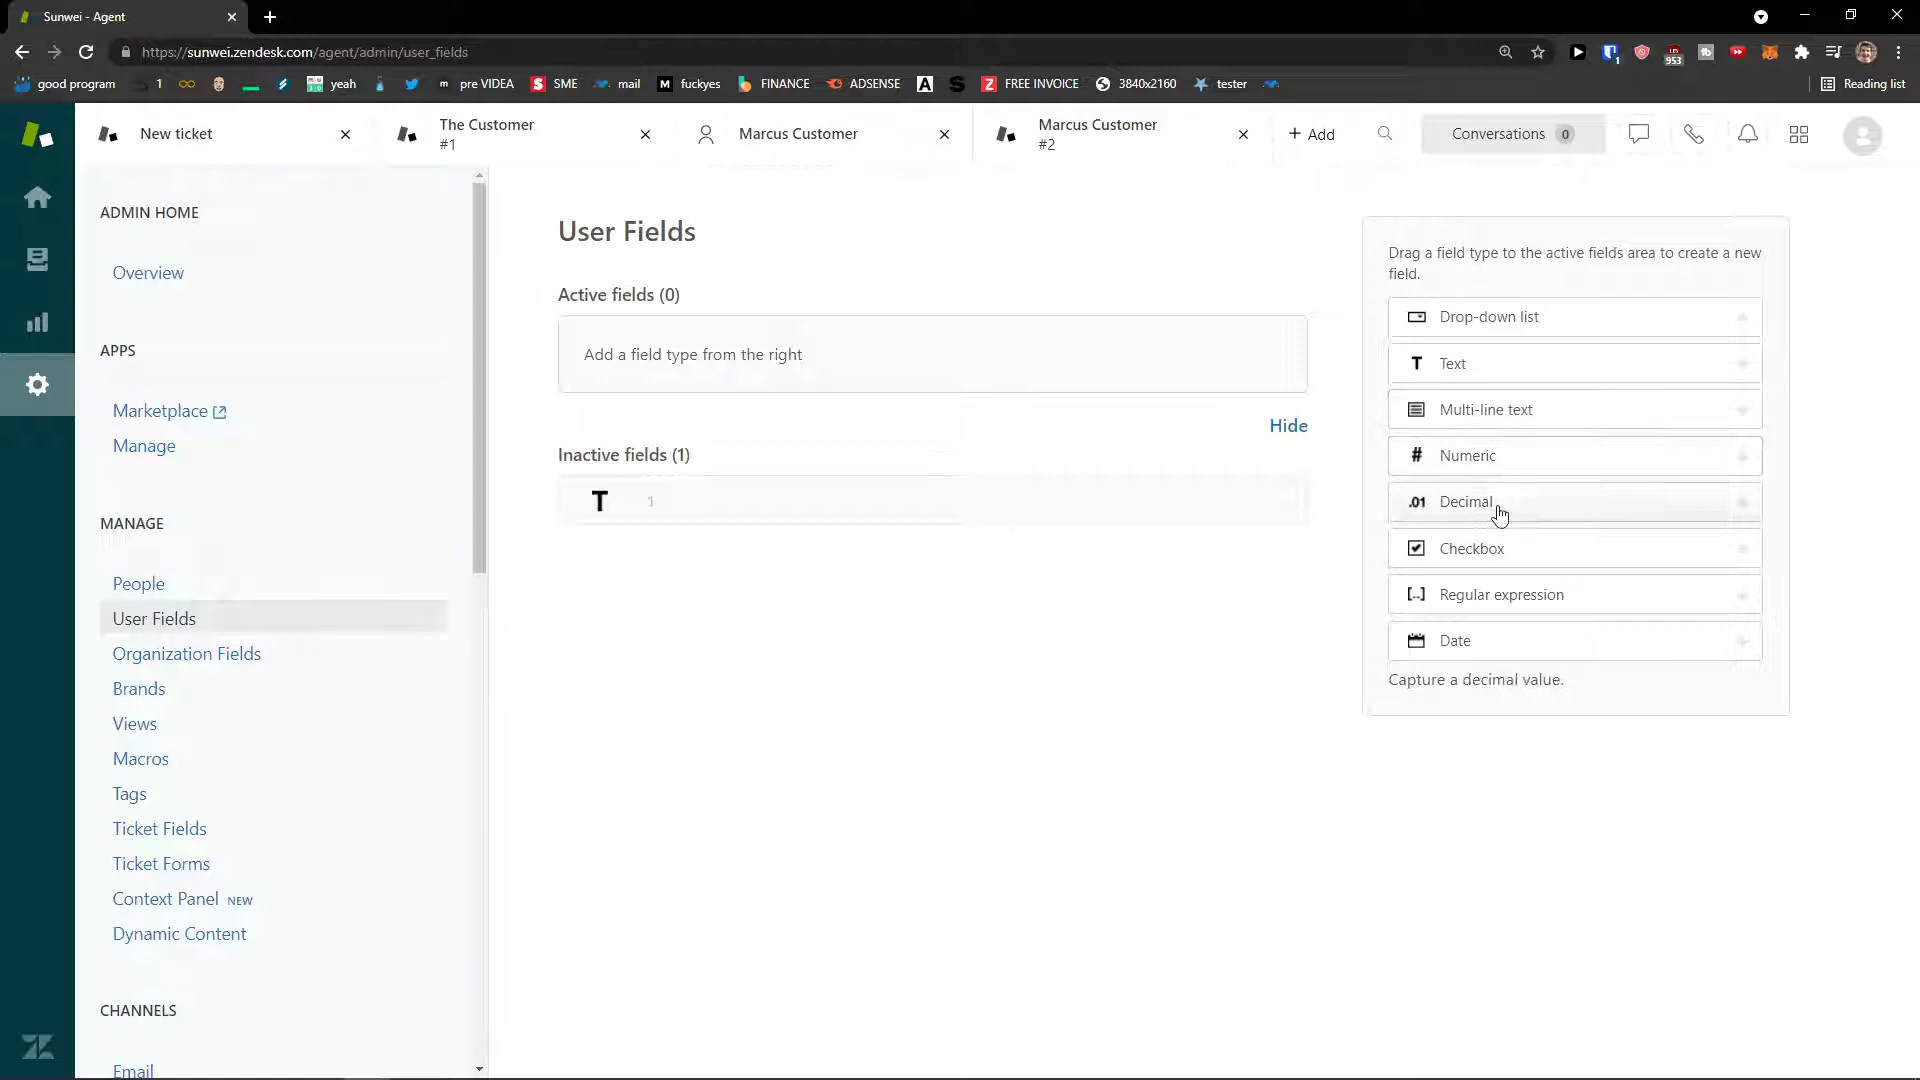 Sunwei - Agent
https://sunwei.zendesk.com/agent/admin/user_fields
1
953
good program
1
yeah
pre VIDEA
SME
mail
fuckyes
FINANCE
ADSENSE
FREE INVOICE
3840x2160
tester
Reading list
New ticket
The Customer
#1
Marcus Customer
Marcus Customer
#2
+ Add
Conversations 0
ADMIN HOME
Overview
APPS
Marketplace
Manage
MANAGE
People
User Fields
Organization Fields
Brands
Views
Macros
Tags
Ticket Fields
Ticket Forms
Context Panel NEW
Dynamic Content
CHANNELS
Email
User Fields
Active fields (0)
Add a field type from the right
Hide
Inactive fields (1)
T 1
Drag a field type to the active fields area to create a new
field.
Drop-down list
T Text
Multi-line text
# Numeric
.01 Decimal
Checkbox
[..] Regular expression
Date
Capture a decimal value.